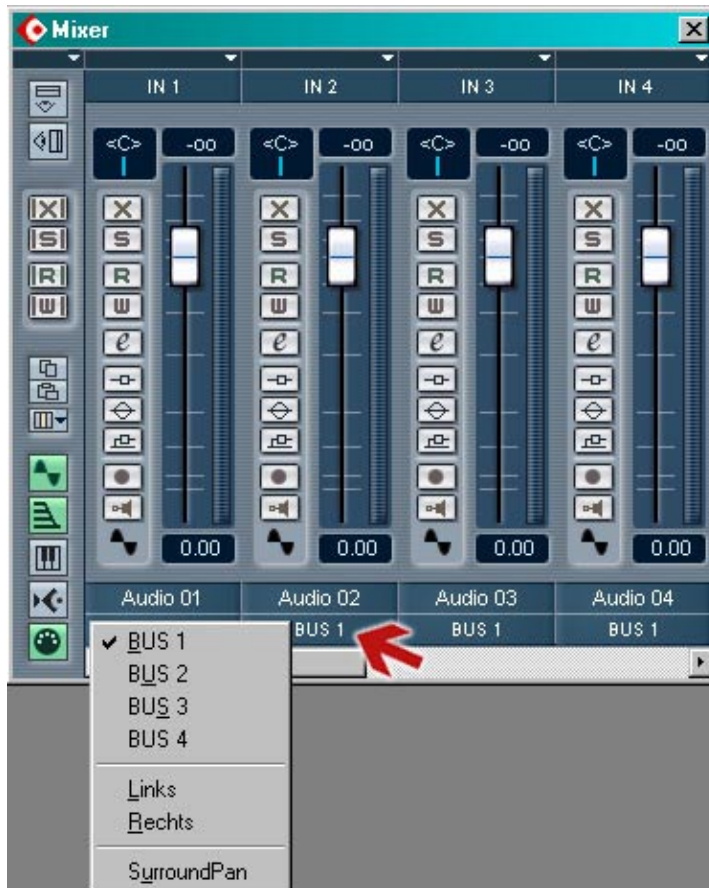 Mixer
IN 1 IN 2 IN 3 IN 4
<C> -oo <C> -oo <C> -oo <C> -oo
X X X X X
S S S S S
R R R R R
W W W W W
e e e e
0.00 0.00 0.00 0.00
Audio 01 Audio 02 Audio 03 Audio 04
BUS 1 BUS 1 BUS 1
BUS 1
BUS 2
BUS 3
BUS 4
Links
Rechts
SurroundPan